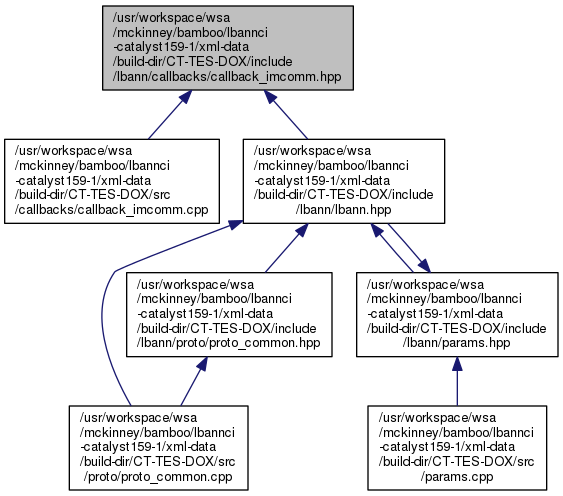 /usr/workspace/wsa
/mckinney/bamboo/lbannci
-catalyst159-1/xml-data
/build-dir/CT-TES-DOX/include
/lbann/callbacks/callback_imcomm.hpp
/usr/workspace/wsa
/mckinney/bamboo/lbannci
-catalyst159-1/xml-data
/build-dir/CT-TES-DOX/src
/callbacks/callback_imcomm.cpp
/usr/workspace/wsa
/mckinney/bamboo/lbannci
-catalyst159-1/xml-data
/build-dir/CT-TES-DOX/include
/lbann/lbann.hpp
/usr/workspace/wsa
/mckinney/bamboo/lbannci
-catalyst159-1/xml-data
/build-dir/CT-TES-DOX/include
/lbann/proto/proto_common.hpp
/usr/workspace/wsa
/mckinney/bamboo/lbannci
-catalyst159-1/xml-data
/build-dir/CT-TES-DOX/include
/lbann/params.hpp
/usr/workspace/wsa
/mckinney/bamboo/lbannci
-catalyst159-1/xml-data
/build-dir/CT-TES-DOX/src
/proto/proto_common.cpp
/usr/workspace/wsa
/mckinney/bamboo/lbannci
-catalyst159-1/xml-data
/build-dir/CT-TES-DOX/src
/params.cpp